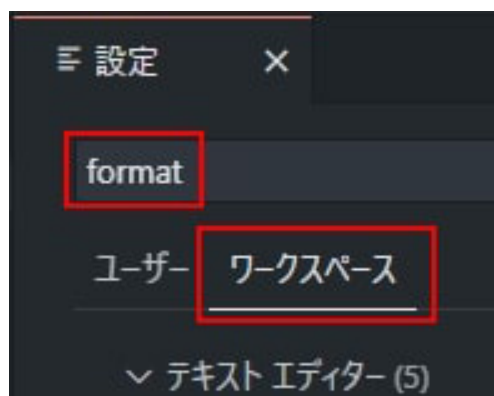 設定 ×
format
ユーザー ワークスペース
テキスト エディター (5)